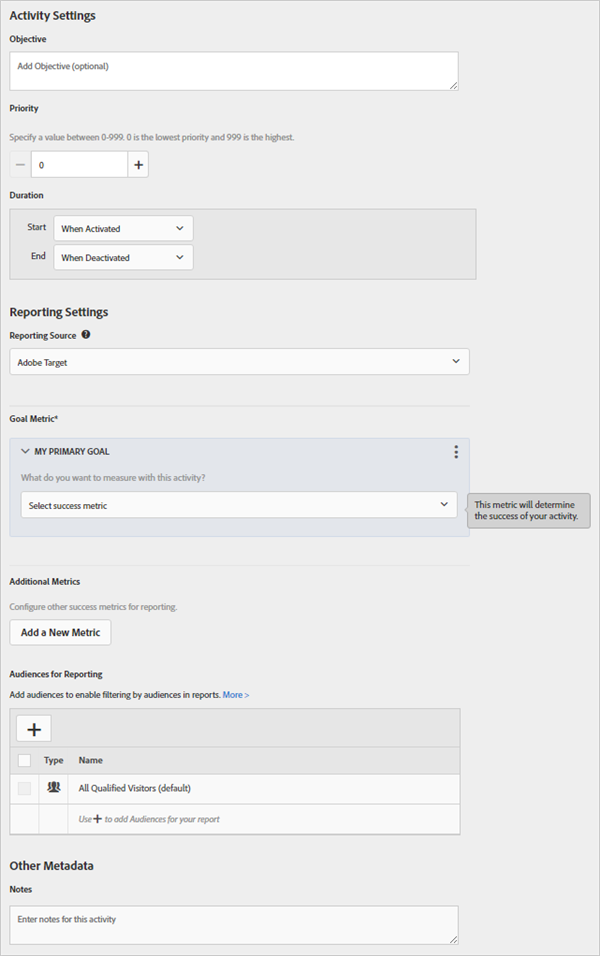 Activity Settings
Objective
Add Objective (optional)
Priority
Specify a value between 0-999. 0 is the lowest priority and 999 is the highest.
0
Duration
Start When Activated
End When Deactivated
Reporting Settings
Reporting Source
Adobe Target
Goal Metric*
MY PRIMARY GOAL
What do you want to measure with this activity?
Select success metric
This metric will determine
the success of your activity.
Additional Metrics
Configure other success metrics for reporting.
Add a New Metric
Audiences for Reporting
Add audiences to enable filtering by audiences in reports. More >
Type Name
All Qualified Visitors (default)
Use + to add Audiences for your report
Other Metadata
Notes
Enter notes for this activity